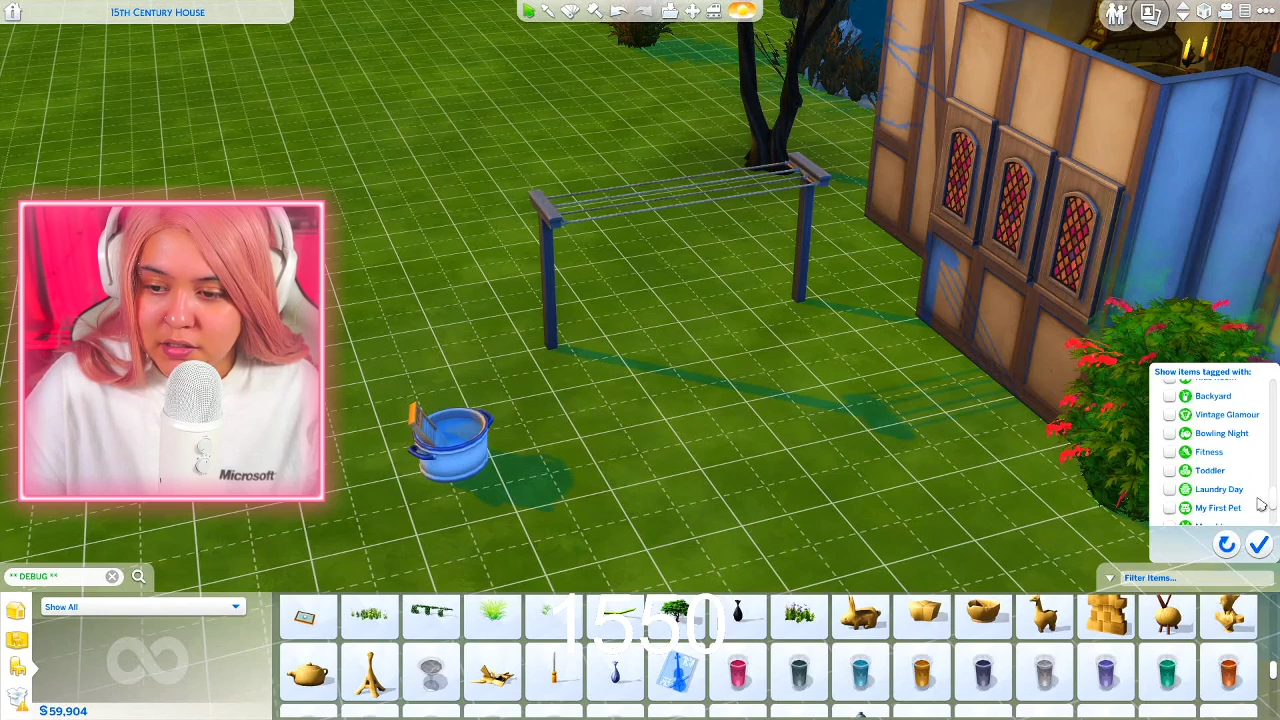 15TH CENTURY HOUSE
Microsoft
Show items tagged with:
Backyard
Vintage Glamour
Bowling Night
Fitness
Toddler
Laundry Day
My First Pet
Filter Items...
** DEBUG **
Show All
1550
§59,904